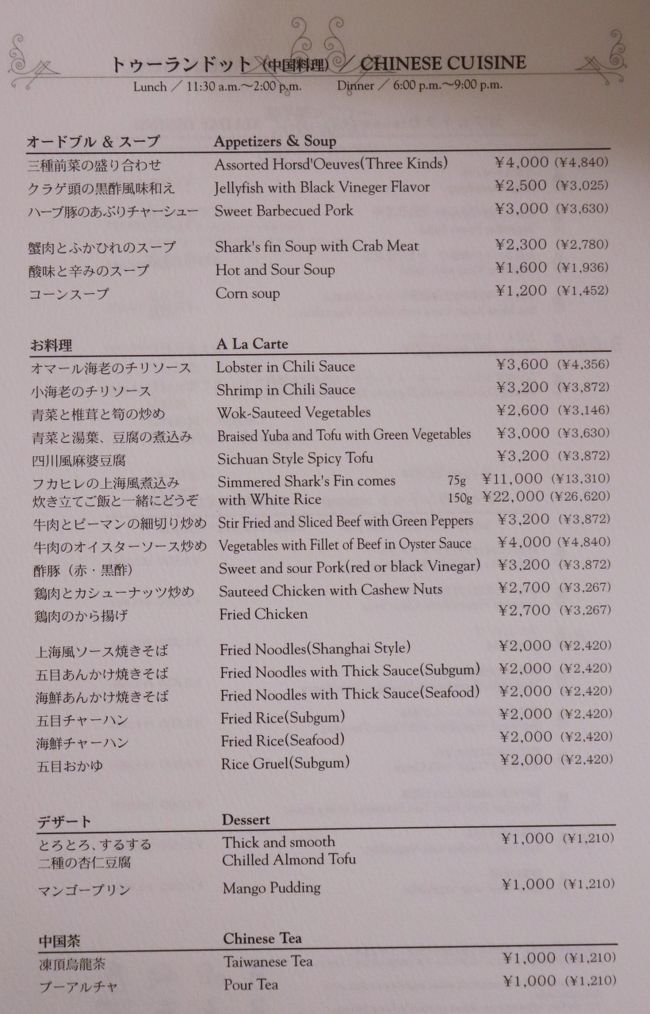 トゥーランドット (中国料理) / CHINESE CUISINE
Lunch / 11:30 a.m.〜2:00 p.m. Dinner / 6:00 p.m.〜9:00 p.m.
オードブル & スープ Appetizers & Soup
三種前菜の盛り合わせ Assorted Horsd'Oeuves(Three Kinds) ¥4,000 (¥4,840)
クラゲ頭の黒酢風味和え Jellyfish with Black Vineger Flavor ¥2,500 (¥3,025)
ハーブ豚のあぶりチャーシュー Sweet Barbecued Pork ¥3,000 (¥3,630)
蟹肉とふかひれのスープ Shark's fin Soup with Crab Meat ¥2,300 (¥2,780)
酸味と辛みのスープ Hot and Sour Soup ¥1,600 (¥1,936)
コーンスープ Corn soup ¥1,200 (¥1,452)
お料理 A La Carte
オマール海老のチリソース Lobster in Chili Sauce ¥3,600 (¥4,356)
小海老のチリソース Shrimp in Chili Sauce ¥3,200 (¥3,872)
青菜と椎茸と筍の炒め Wok-Sauteed Vegetables ¥2,600 (¥3,146)
青菜と湯葉、豆腐の煮込み Braised Yuba and Tofu with Green Vegetables ¥3,000 (¥3,630)
四川風麻婆豆腐 Sichuan Style Spicy Tofu ¥3,200 (¥3,872)
フカヒレの上海風煮込み Simmered Shark's Fin comes 75g ¥11,000 (¥13,310)
炊き立てご飯と一緒にどうぞ with White Rice 150g ¥22,000 (¥26,620)
牛肉とピーマンの細切り炒め Stir Fried and Sliced Beef with Green Peppers ¥3,200 (¥3,872)
牛肉のオイスターソース炒め Vegetables with Fillet of Beef in Oyster Sauce ¥4,000 (¥4,840)
酢豚（赤・黒酢） Sweet and sour Pork(red or black Vinegar) ¥3,200 (¥3,872)
鶏肉とカシューナッツ炒め Sauteed Chicken with Cashew Nuts ¥2,700 (¥3,267)
鶏肉のから揚げ Fried Chicken ¥2,700 (¥3,267)
上海風ソース焼きそば Fried Noodles(Shanghai Style) ¥2,000 (¥2,420)
五目あんかけ焼きそば Fried Noodles with Thick Sauce(Subgum) ¥2,000 (¥2,420)
海鮮あんかけ焼きそば Fried Noodles with Thick Sauce(Seafood) ¥2,000 (¥2,420)
五目チャーハン Fried Rice(Subgum) ¥2,000 (¥2,420)
海鮮チャーハン Fried Rice(Seafood) ¥2,000 (¥2,420)
五目おかゆ Rice Gruel(Subgum) ¥2,000 (¥2,420)
デザート Dessert
とろとろ、するする Thick and smooth ¥1,000 (¥1,210)
二種の杏仁豆腐 Chilled Almond Tofu
マンゴープリン Mango Pudding ¥1,000 (¥1,210)
中国茶 Chinese Tea
凍頂烏龍茶 Taiwanese Tea ¥1,000 (¥1,210)
プーアルチャ Pour Tea ¥1,000 (¥1,210)